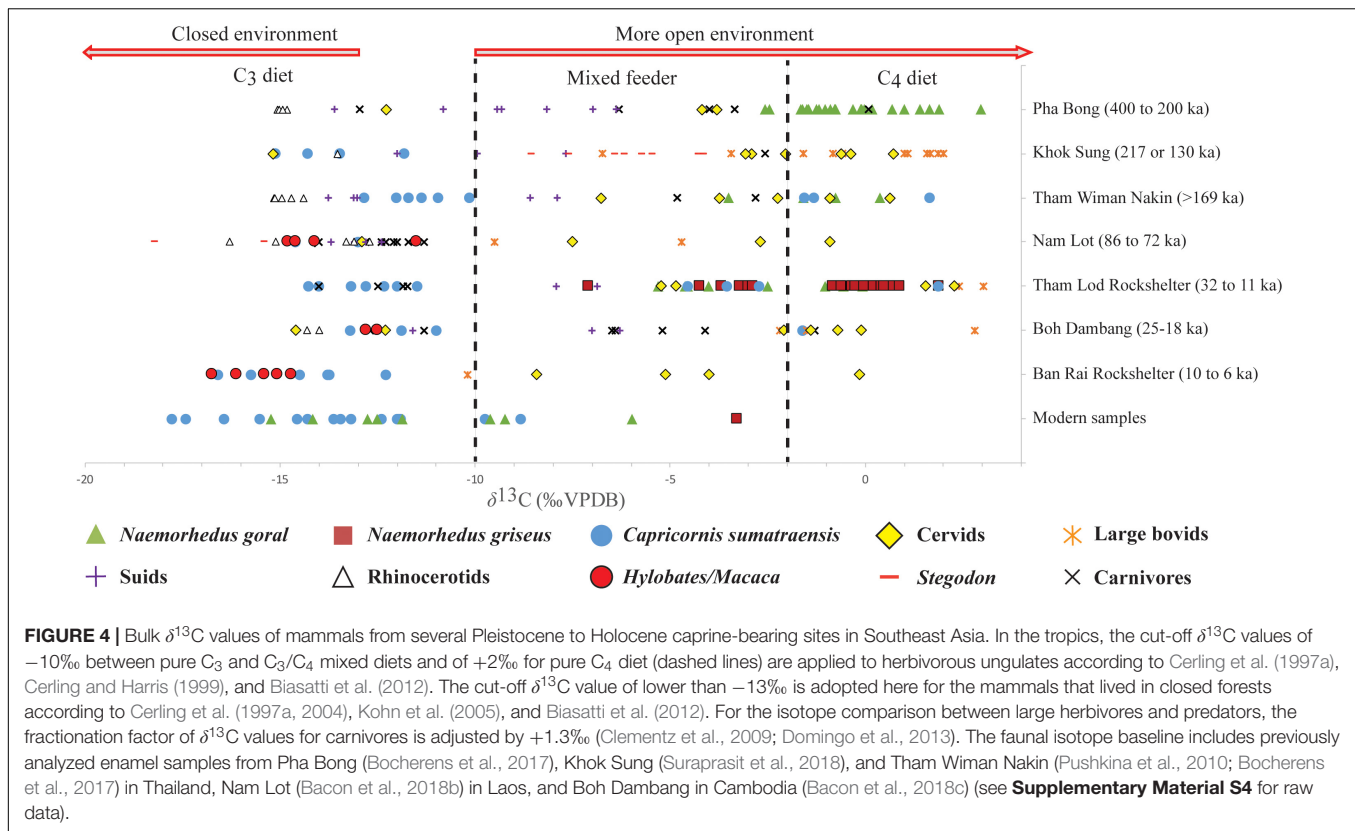 Closed environment More open environment
C3 diet Mixed feeder C4 diet
Pha Bong (400 to 200 ka)
Khok Sung (217 or 130 ka)
Tham Wiman Nakin (>169 ka)
Nam Lot (86 to 72 ka)
Tham Lod Rockshelter (32 to 11 ka)
Boh Dambang (25-18 ka)
Ban Rai Rockshelter (10 to 6 ka)
Modern samples
-20 -15 -10 -5 0
δ13C (‰VPDB)
Naemorhedus goral Naemorhedus griseus Capricornis sumatraensis Cervids Large bovids
Suids Rhinocerotids Hylobates/Macaca Stegodon Carnivores
FIGURE 4 | Bulk δ13C values of mammals from several Pleistocene to Holocene caprine-bearing sites in Southeast Asia. In the tropics, the cut-off δ13C values of
−10‰ between pure C3 and C3/C4 mixed diets and of +2‰ for pure C4 diet (dashed lines) are applied to herbivorous ungulates according to Cerling et al. (1997a),
Cerling and Harris (1999), and Biasatti et al. (2012). The cut-off δ13C value of lower than −13‰ is adopted here for the mammals that lived in closed forests
according to Cerling et al. (1997a, 2004), Kohn et al. (2005), and Biasatti et al. (2012). For the isotope comparison between large herbivores and predators, the
fractionation factor of δ13C values for carnivores is adjusted by +1.3‰ (Clementz et al., 2009; Domingo et al., 2013). The faunal isotope baseline includes previously
analyzed enamel samples from Pha Bong (Bocherens et al., 2017), Khok Sung (Suraprasit et al., 2018), and Tham Wiman Nakin (Pushkina et al., 2010; Bocherens
et al., 2017) in Thailand, Nam Lot (Bacon et al., 2018b) in Laos, and Boh Dambang in Cambodia (Bacon et al., 2018c) (see Supplementary Material S4 for raw
data).